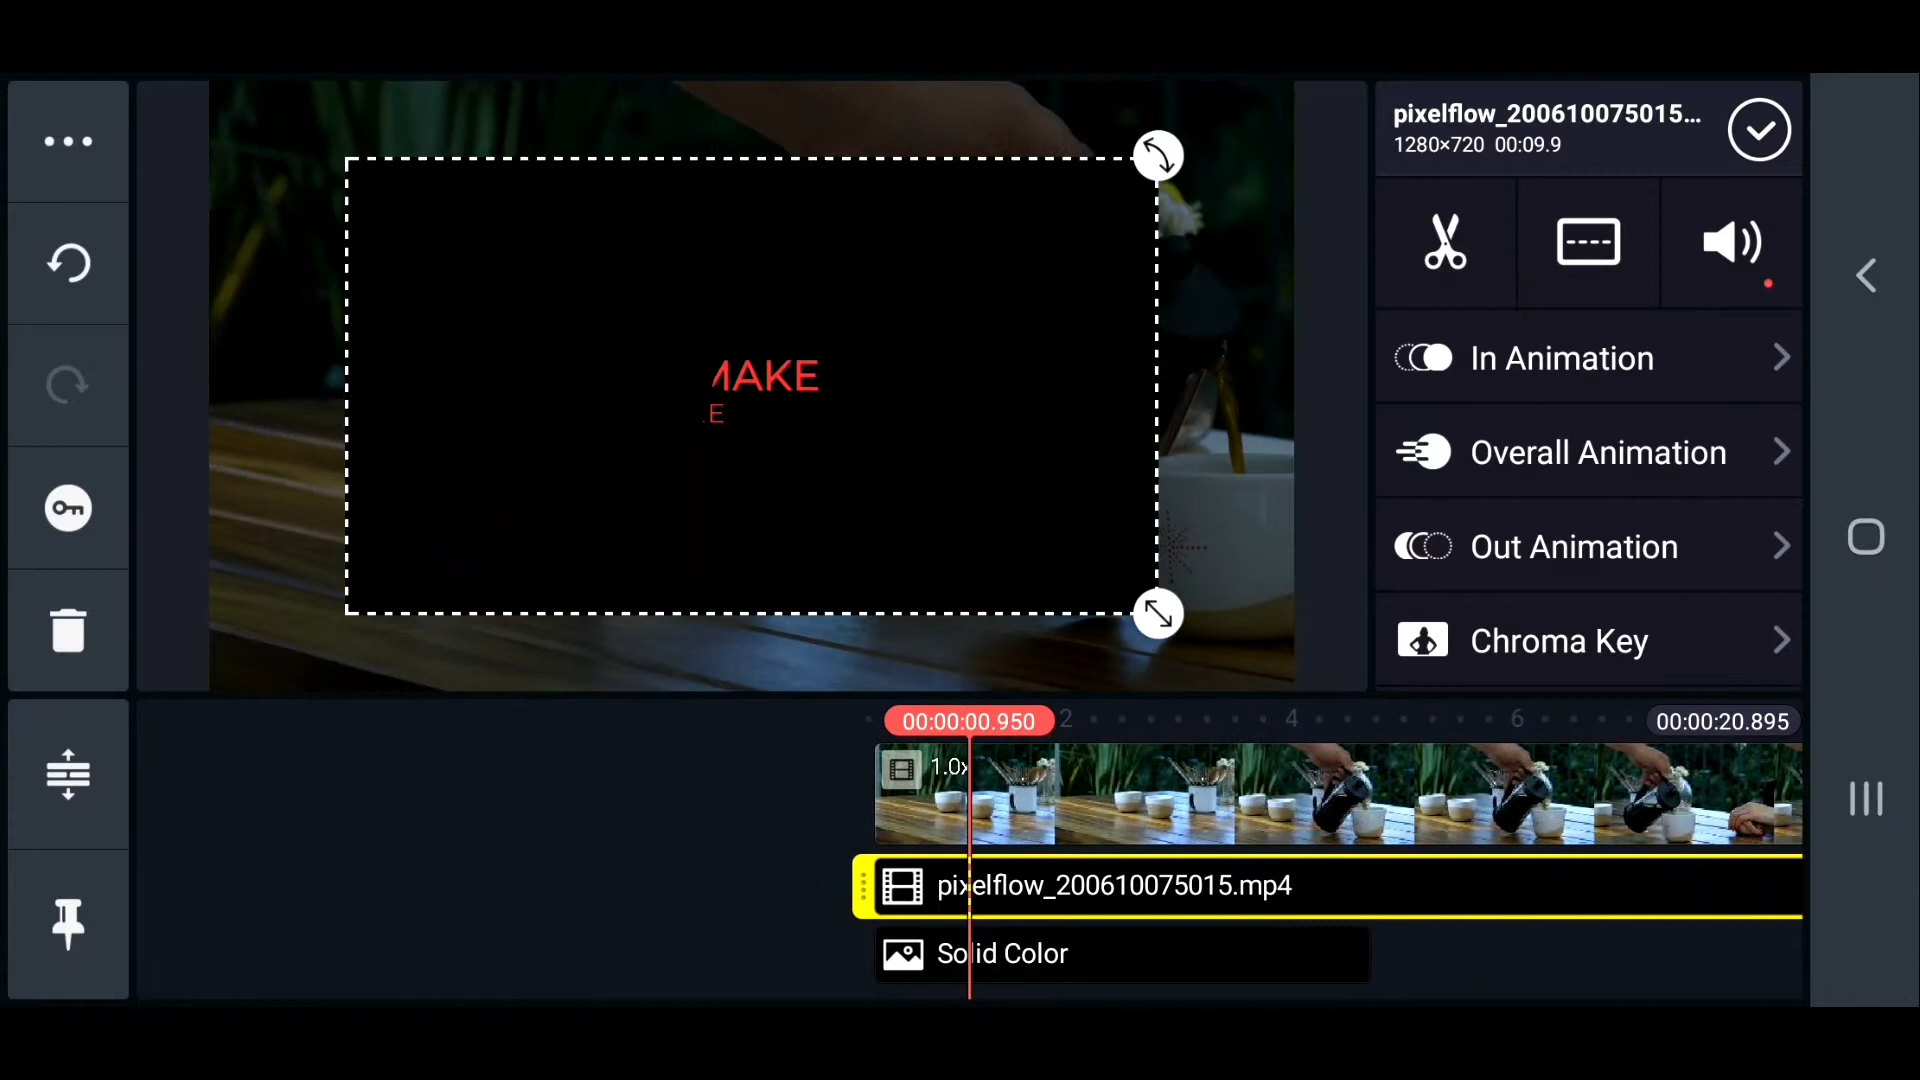 pixelflow_200610075015...
1280×720 00:09.9
MAKE
E
In Animation
Overall Animation
Out Animation
Chroma Key
00:00:00.950
2
4
6
00:00:20.895
1.0x
pixelflow_200610075015.mp4
Solid Color